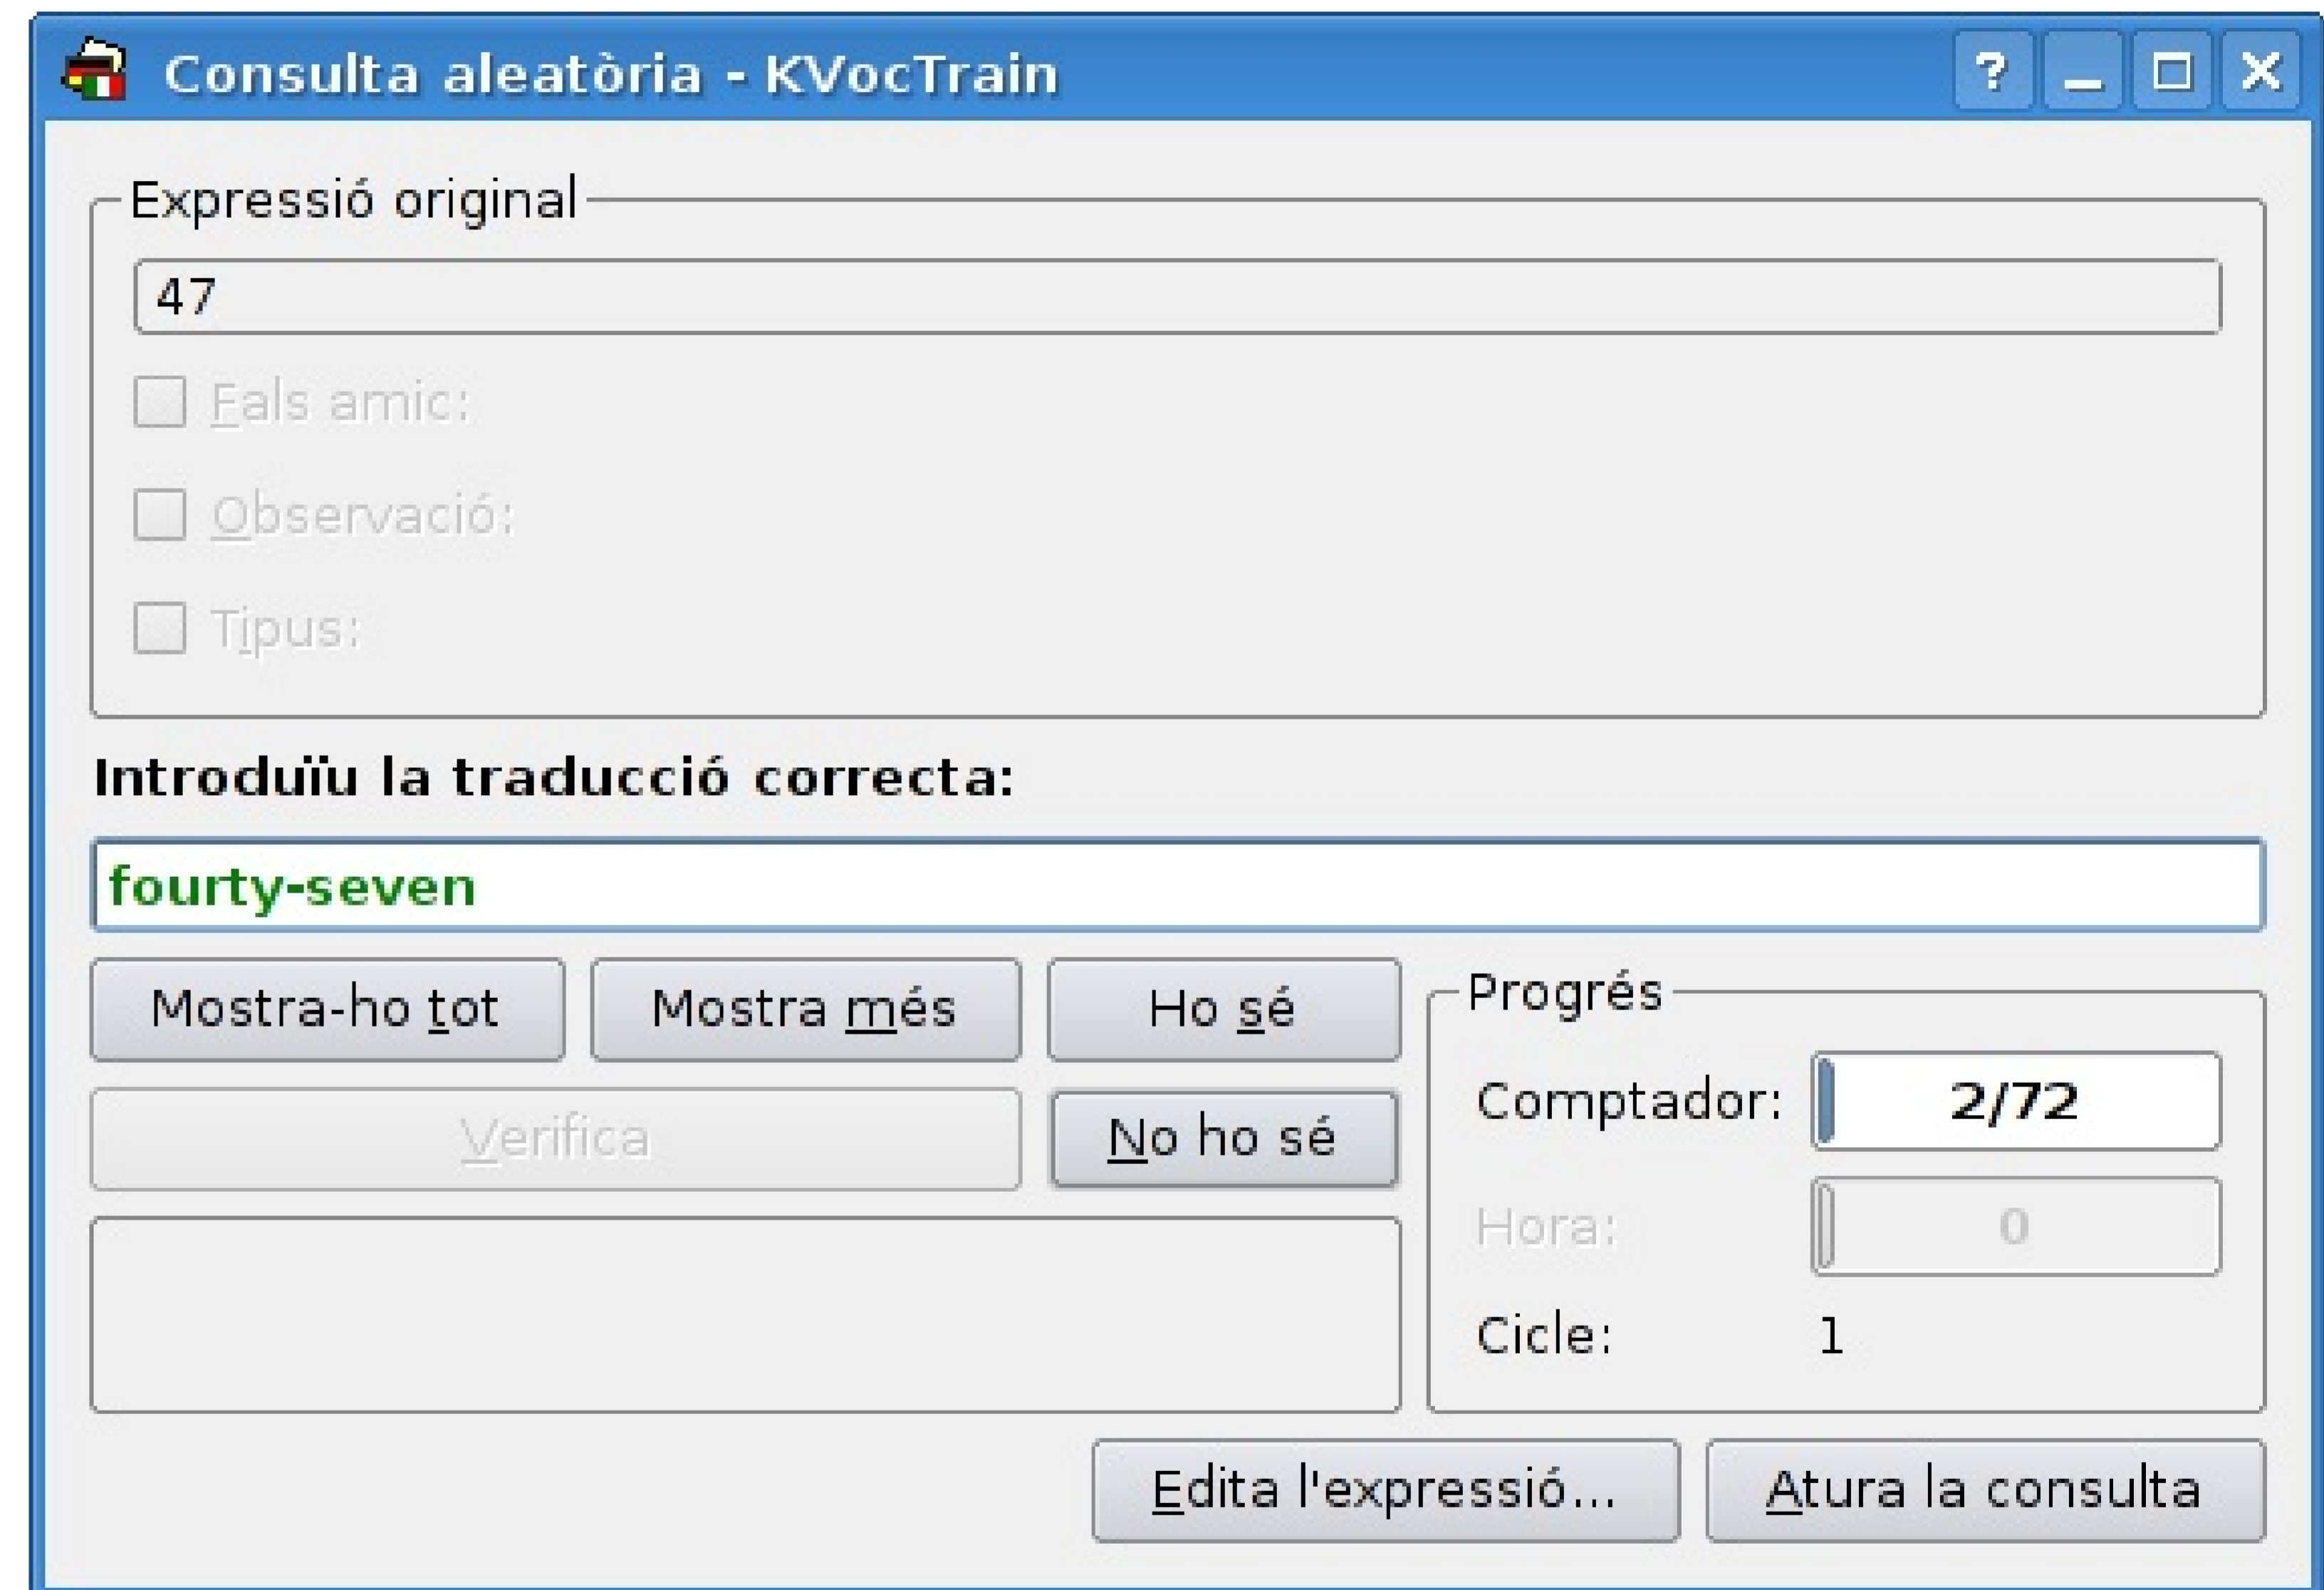 Consulta aleatòria - KVocTrain
Expressió original
47
Fals amic:
Observació:
Tipus:
Introduïu la traducció correcta:
fourty-seven
Mostra-ho tot Mostra més Ho sé
Verifica No ho sé
Progrés
Comptador: 2/72
Hora: 0
Cicle: 1
Edita l'expressió... Atura la consulta